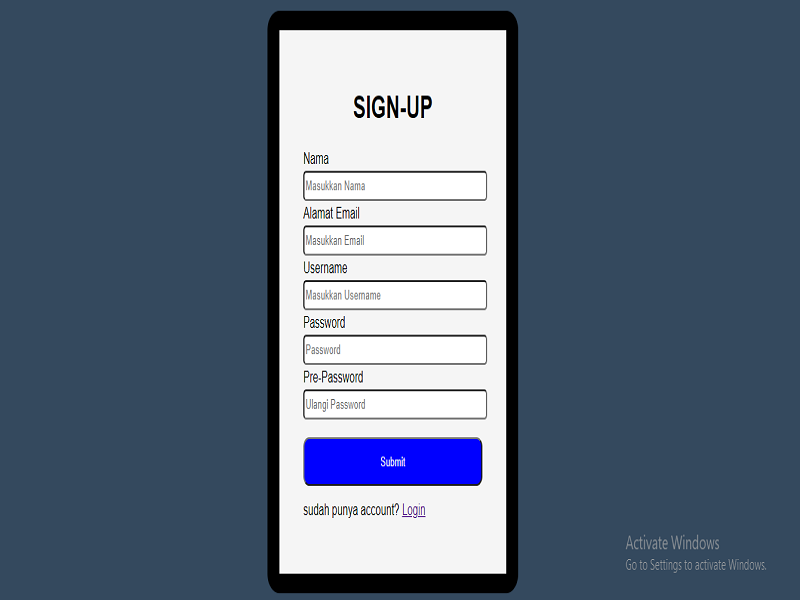 SIGN-UP
Nama
Masukkan Nama
Alamat Email
Masukkan Email
Username
Masukkan Username
Password
Password
Pre-Password
Ulangi Password
Submit
sudah punya account? Login
Activate Windows
Go to Settings to activate Windows.